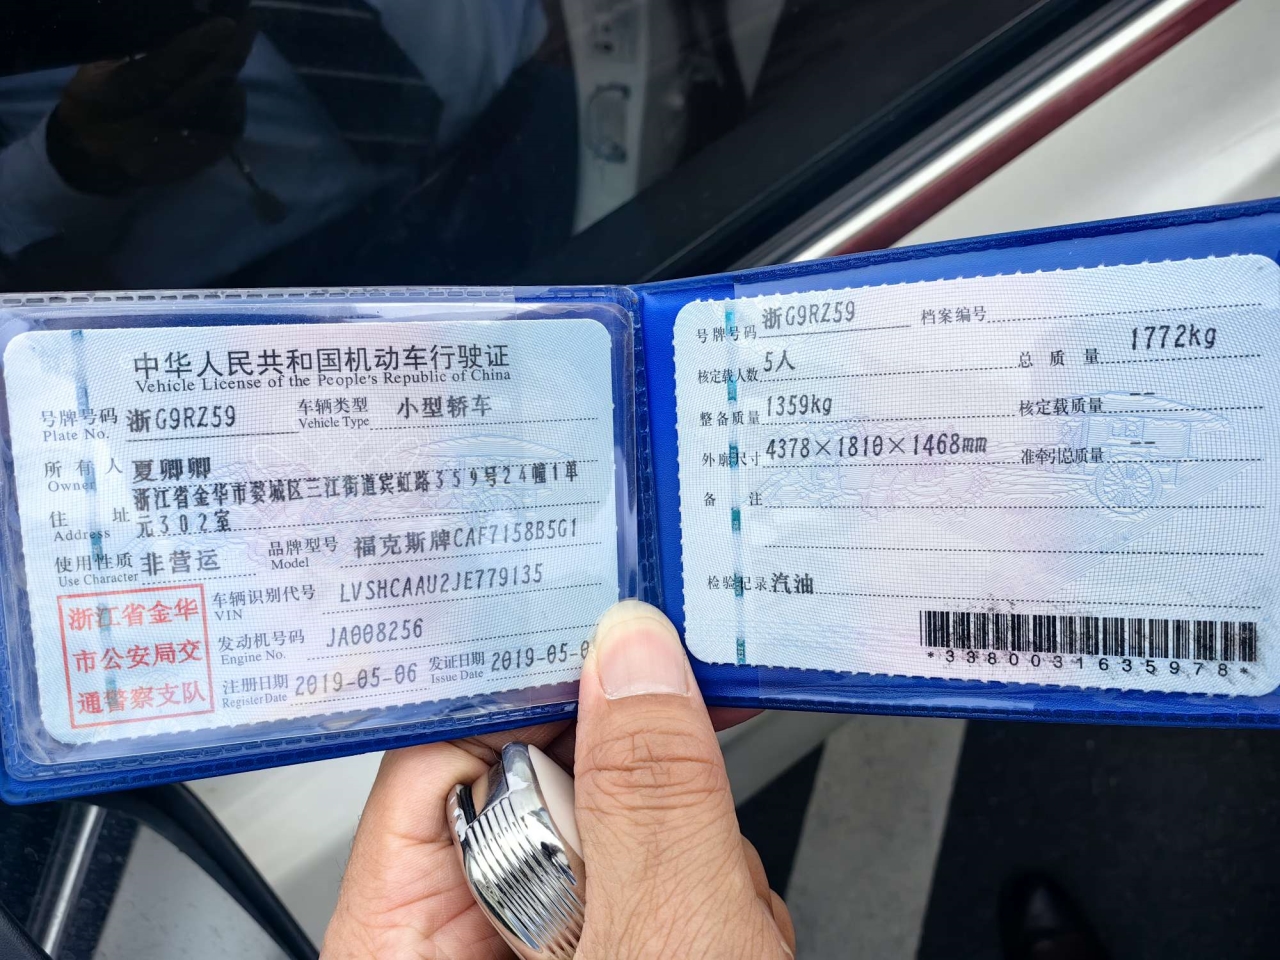 中华人民共和国机动车行驶证
Vehicle License of the People's Republic of China
号牌号码 浙G9RZ59 车辆类型 小型轿车
Plate No. Vehicle Type
所有人 夏卿卿
Owner
浙江省金华市婺城区三江街道宾虹路359号24幢1单
住址 元302室
Address
使用性质 非营运 品牌型号 福克斯牌CAF7158B5G1
Use Character Model
浙江省金华
市公安局交
通警察支队
车辆识别代号 LVSHCAAU2JE779135
VIN
发动机号码 JA008256
Engine No.
注册日期 2019-05-06 发证日期 2019-05-0
Register Date Issue Date
号牌号码 浙G9RZ59 档案编号
核定载人数 5人 总质量 1772kg
整备质量 1359kg 核定载质量 --
外廓尺寸 4378×1810×1468mm 准牵引总质量 --
备注
检验记录 汽油
*3380031635978*